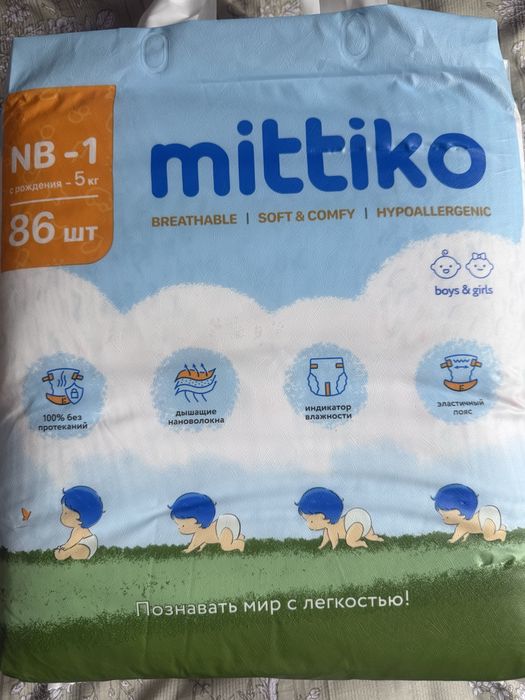 NB - 1
с рождения - 5 кг
86 шт
mittiko
BREATHABLE | SOFT & COMFY | HYPOALLERGENIC
boys & girls
100% без
протеканий
дышащие
нановолокна
индикатор
влажности
эластичный
пояс
Познавать мир с легкостью!